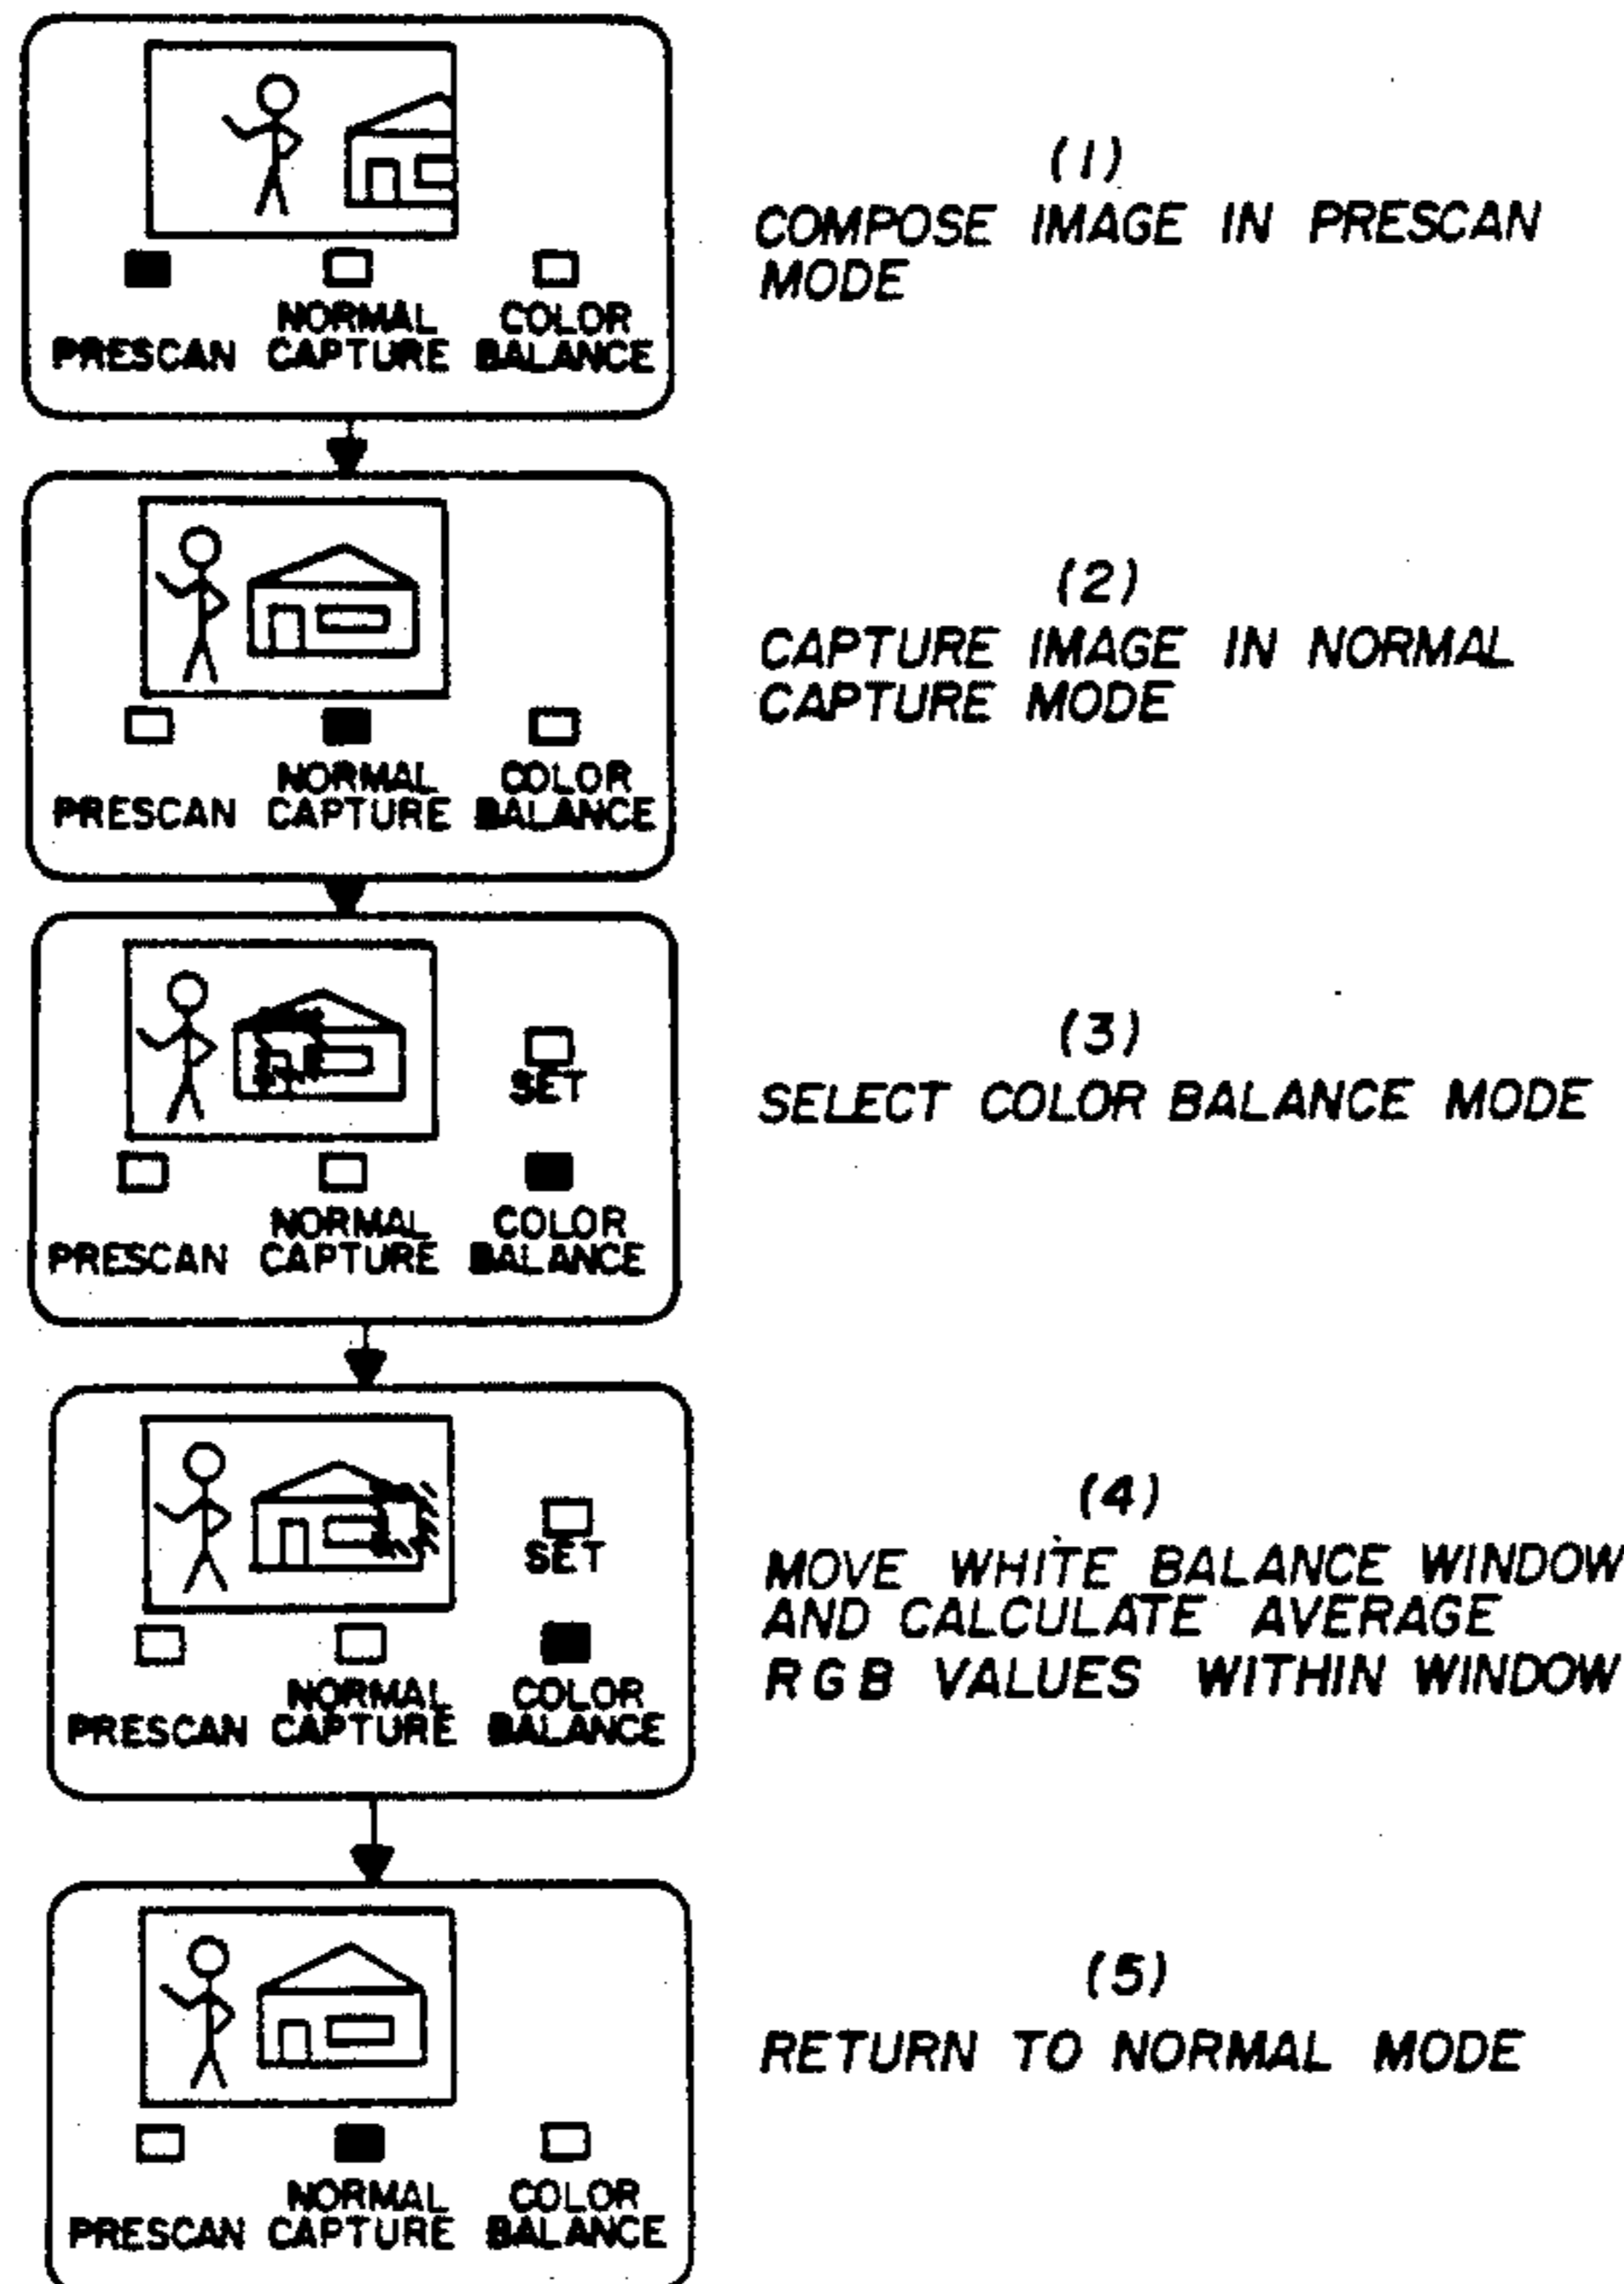 (1)
COMPOSE IMAGE IN PRESCAN
MODE
NORMAL COLOR
PRESCAN CAPTURE BALANCE
(2)
CAPTURE IMAGE IN NORMAL
CAPTURE MODE
NORMAL COLOR
PRESCAN CAPTURE BALANCE
(3)
SELECT COLOR BALANCE MODE
SET
NORMAL COLOR
PRESCAN CAPTURE BALANCE
(4)
MOVE WHITE BALANCE WINDOW
AND CALCULATE AVERAGE
RGB VALUES WITHIN WINDOW
SET
NORMAL COLOR
PRESCAN CAPTURE BALANCE
(5)
RETURN TO NORMAL MODE
NORMAL COLOR
PRESCAN CAPTURE BALANCE